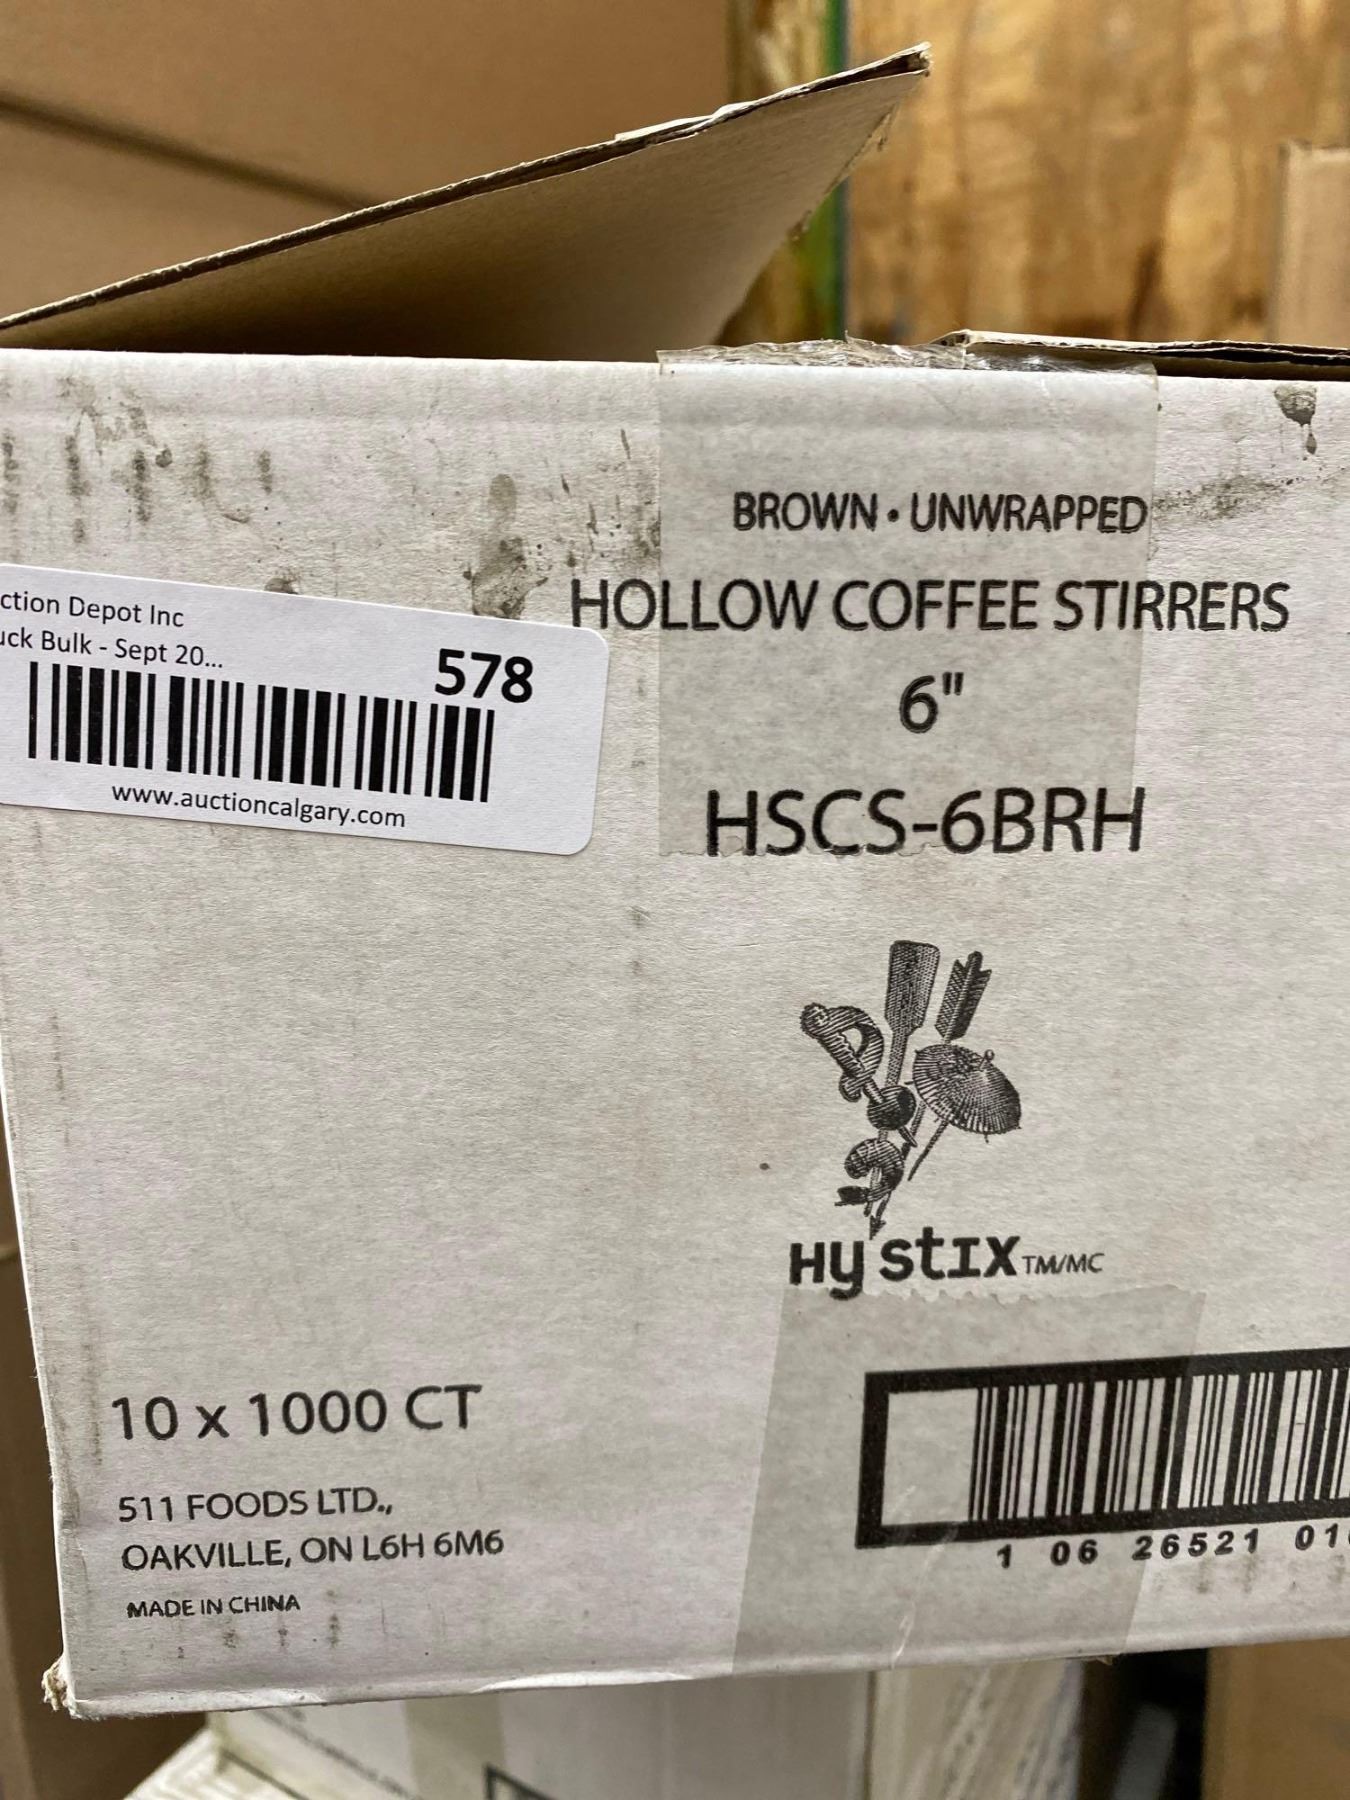 BROWN • UNWRAPPED
HOLLOW COFFEE STIRRERS
6"
HSCS-6BRH
ction Depot Inc
uck Bulk - Sept 20...
578
www.auctioncalgary.com
Hy stix TM/MC
10 x 1000 CT
511 FOODS LTD.,
OAKVILLE, ON L6H 6M6
MADE IN CHINA
1 06 26521 01